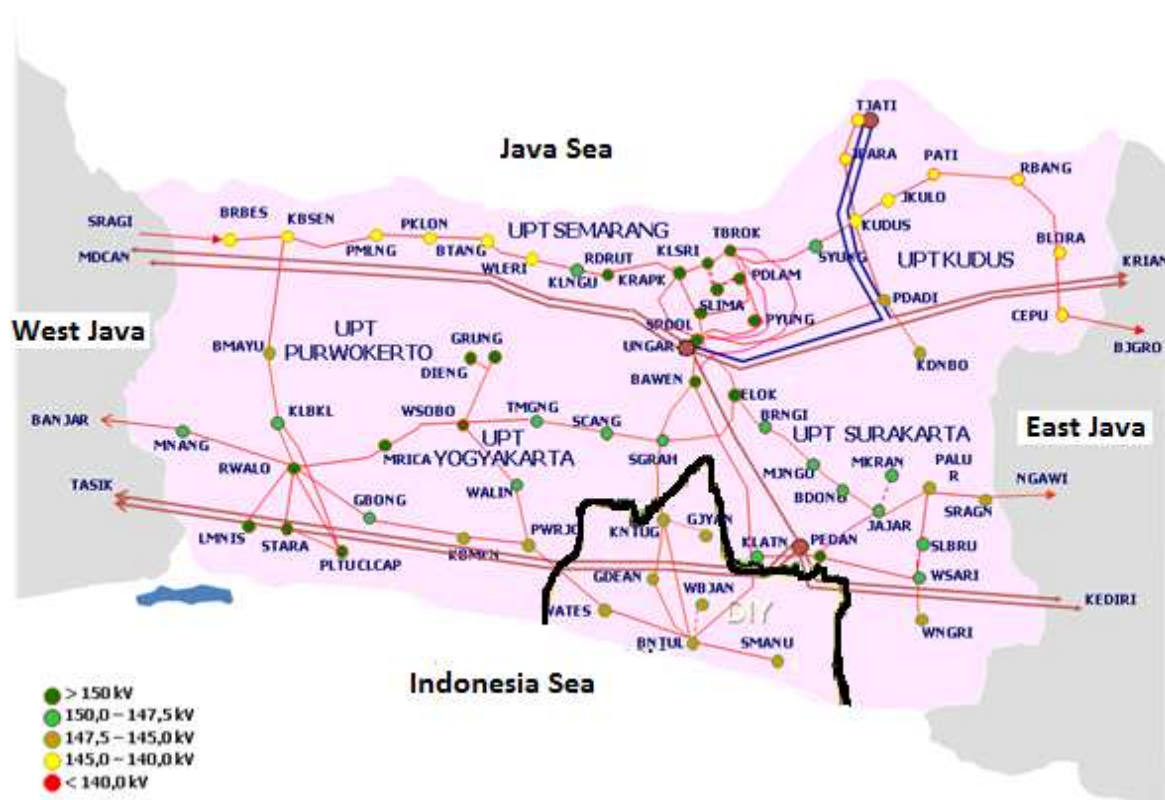 TJATI
Java Sea
JPARA
PATI
RBANG
JKULO
BRBES
KBSEN
PKLON
UPT SEMARANG
TBROK
KUDUS
SRAGI
PMLNG
BTANG
RDRUT
KLSRI
SYUNG
BLORA
MDCAN
WLERI
KLNGU
KRAPK
PDLAM
UPT KUDUS
KRIAN
SLIMA
PDADI
West Java
UPT
PURWOKERTO
GRUNG
SRDOL
PYUNG
CEPU
BMAYU
DIENG
UNGAR
KDNBO
BJGRO
BAWEN
BANJAR
KLBKL
WSOBO
TMGNG
SCANG
ELOK
BRNGI
East Java
MNANG
UPT
YOGYAKARTA
UPT SURAKARTA
RWALO
MRICA
SGRAH
MJNGO
MKRAN
PALU
R
NGAWI
TASIK
GBONG
WALIN
BDONO
JAJAR
SRAGN
LMNIS
STARA
PWRJO
KNTUG
GJYAN
KLATN
PEDAN
SLBRU
PLTUCLCAP
KBMEN
GDEAN
WBJAN
WSARI
KEDIRI
WATES
DIY
BNTUL
SMANU
WNGRI
Indonesia Sea
> 150 kV
150,0 – 147,5 kV
147,5 – 145,0 kV
145,0 – 140,0 kV
< 140,0 kV